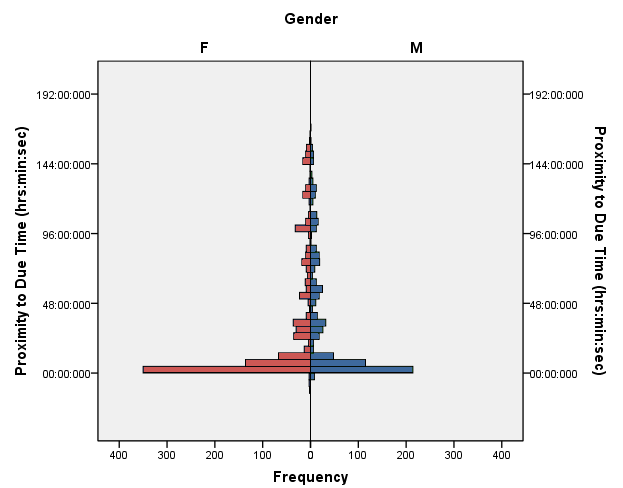 Gender
F M
192:00:000 192:00:000
144:00:000 144:00:000
96:00:000 96:00:000
48:00:000 48:00:000
00:00:000 00:00:000
Proximity to Due Time (hrs:min:sec)
Proximity to Due Time (hrs:min:sec)
400 300 200 100 0 100 200 300 400
Frequency